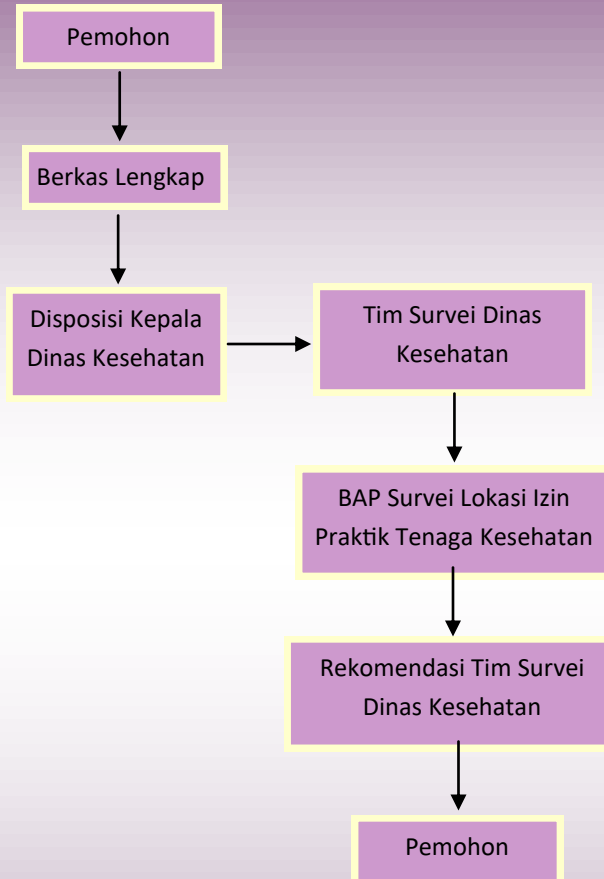 Pemohon
Berkas Lengkap
Disposisi Kepala
Dinas Kesehatan
Tim Survei Dinas
Kesehatan
BAP Survei Lokasi Izin
Praktik Tenaga Kesehatan
Rekomendasi Tim Survei
Dinas Kesehatan
Pemohon